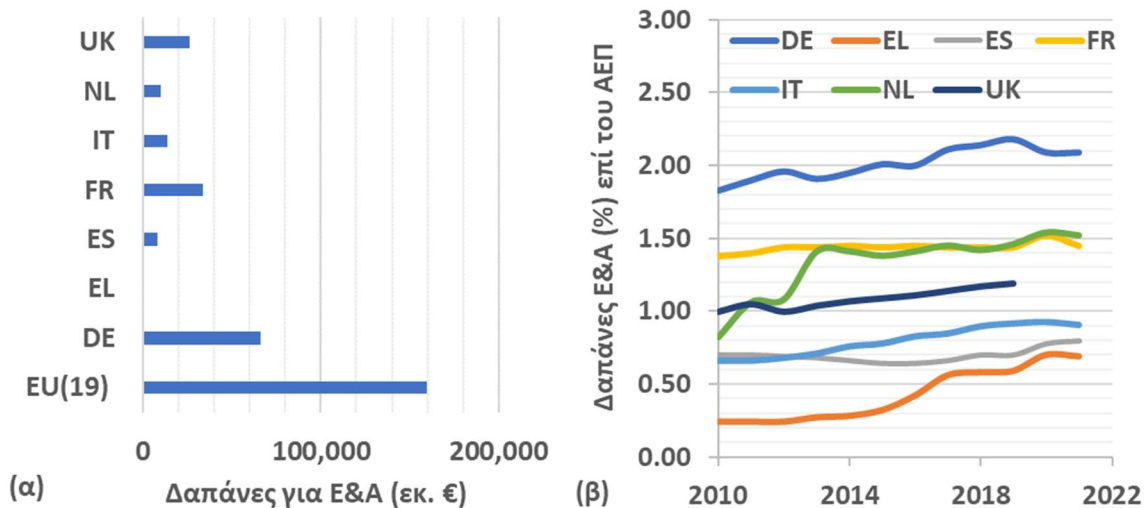 UK
NL
IT
FR
ES
EL
DE
EU(19)
0 100,000 200,000
Δαπάνες για Ε&Α (εκ. €)
(α)
3.00
2.50
2.00
1.50
1.00
0.50
0.00
Δαπάνες Ε&Α (%) επί του ΑΕΠ
DE EL ES FR
IT NL UK
2010 2014 2018 2022
(β)